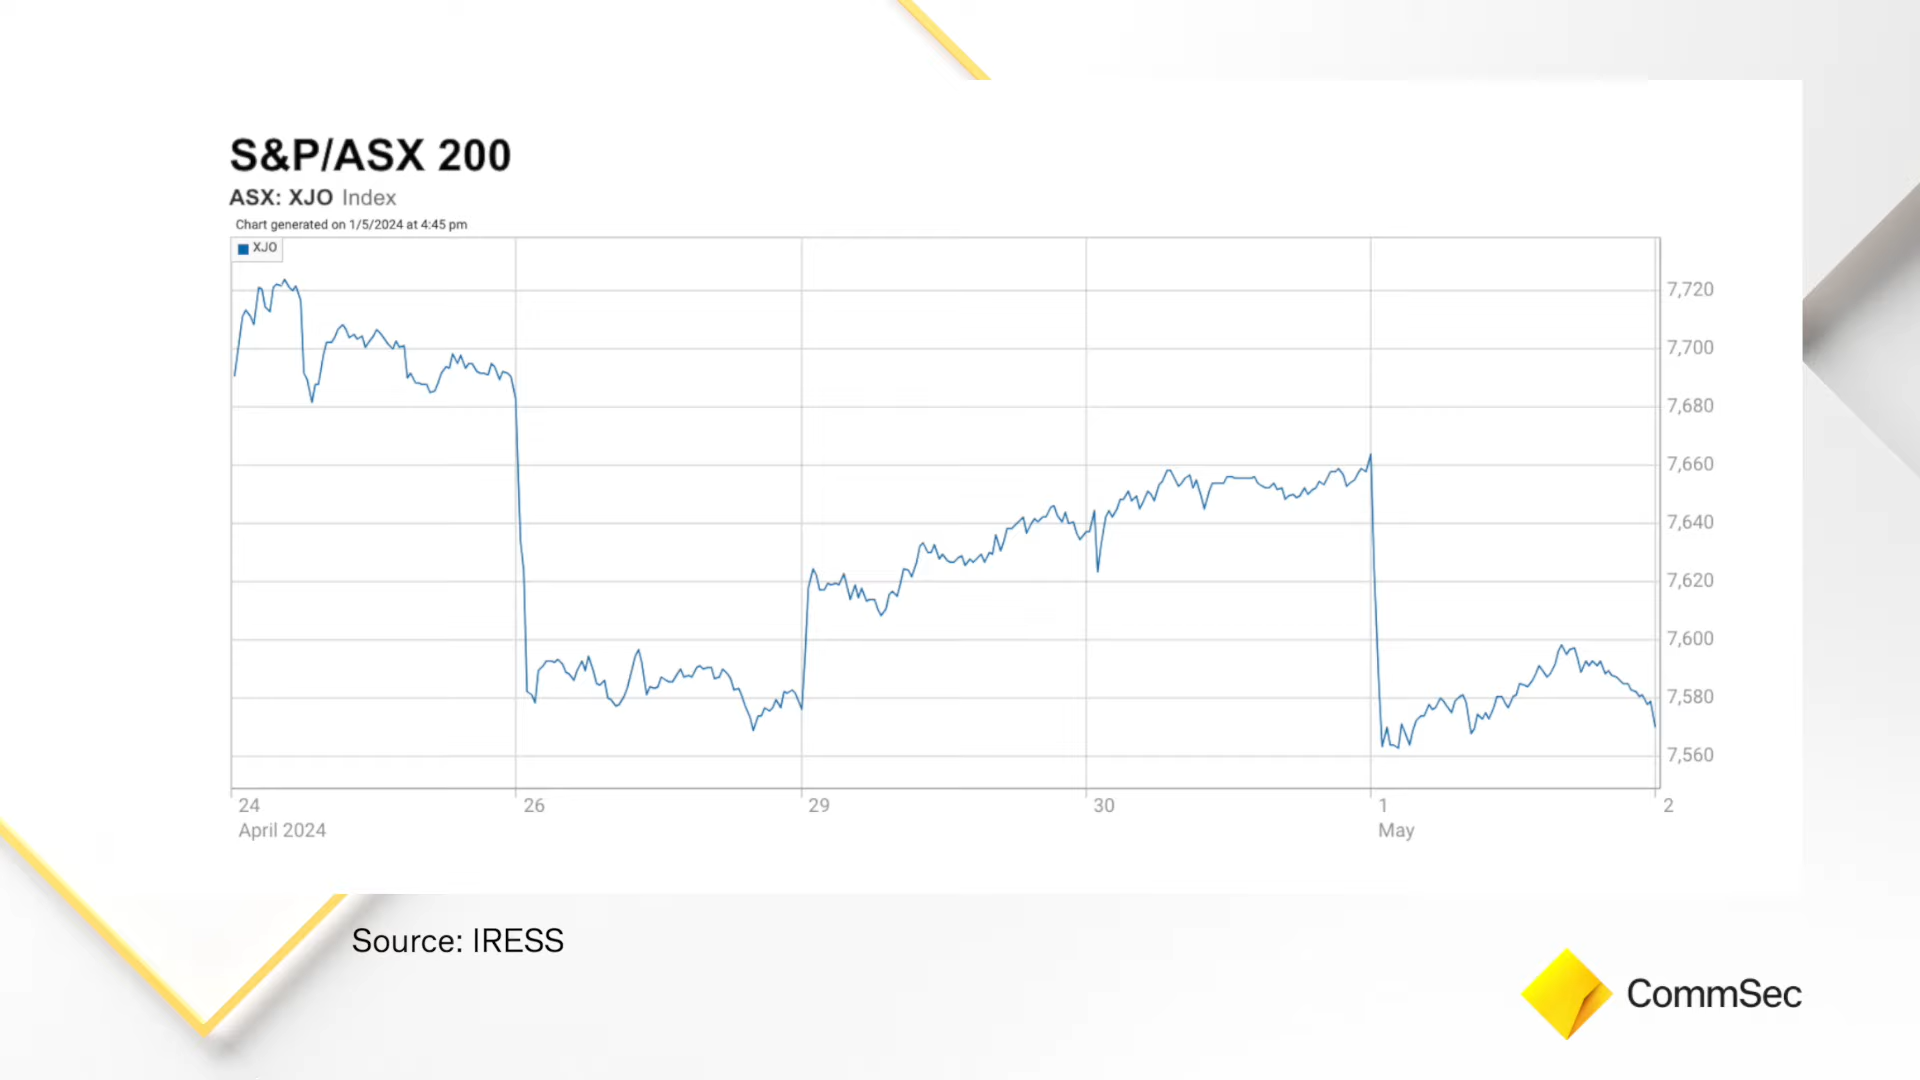 S&P/ASX 200
ASX: XJO Index
Chart generated on 1/5/2024 at 4:45 pm
XJO
7,720
7,700
7,680
7,660
7,640
7,620
7,600
7,580
7,560
24 26 29 30 1 2
April 2024 May
Source: IRESS
CommSec